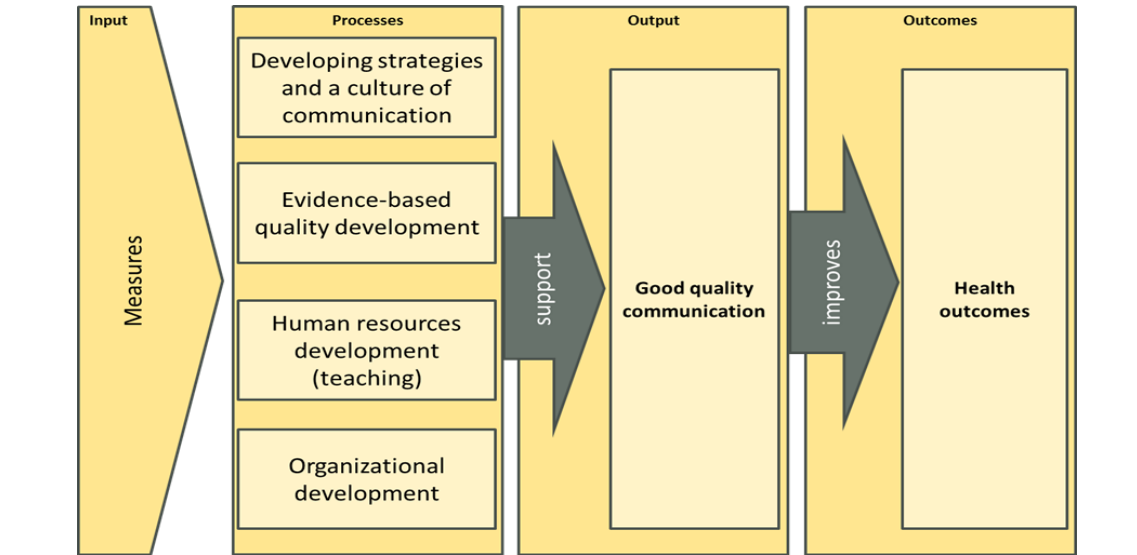 Input
Measures
Processes
Developing strategies
and a culture of
communication
Evidence-based
quality development
Human resources
development
(teaching)
Organizational
development
support
Output
Good quality
communication
improves
Outcomes
Health
outcomes